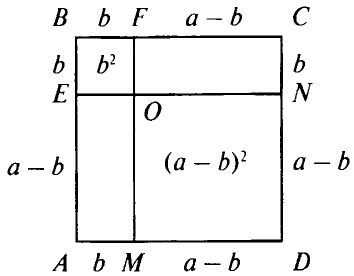 B b F a – b C
b b² b
E O N
a – b (a – b)² a – b
A b M a – b D